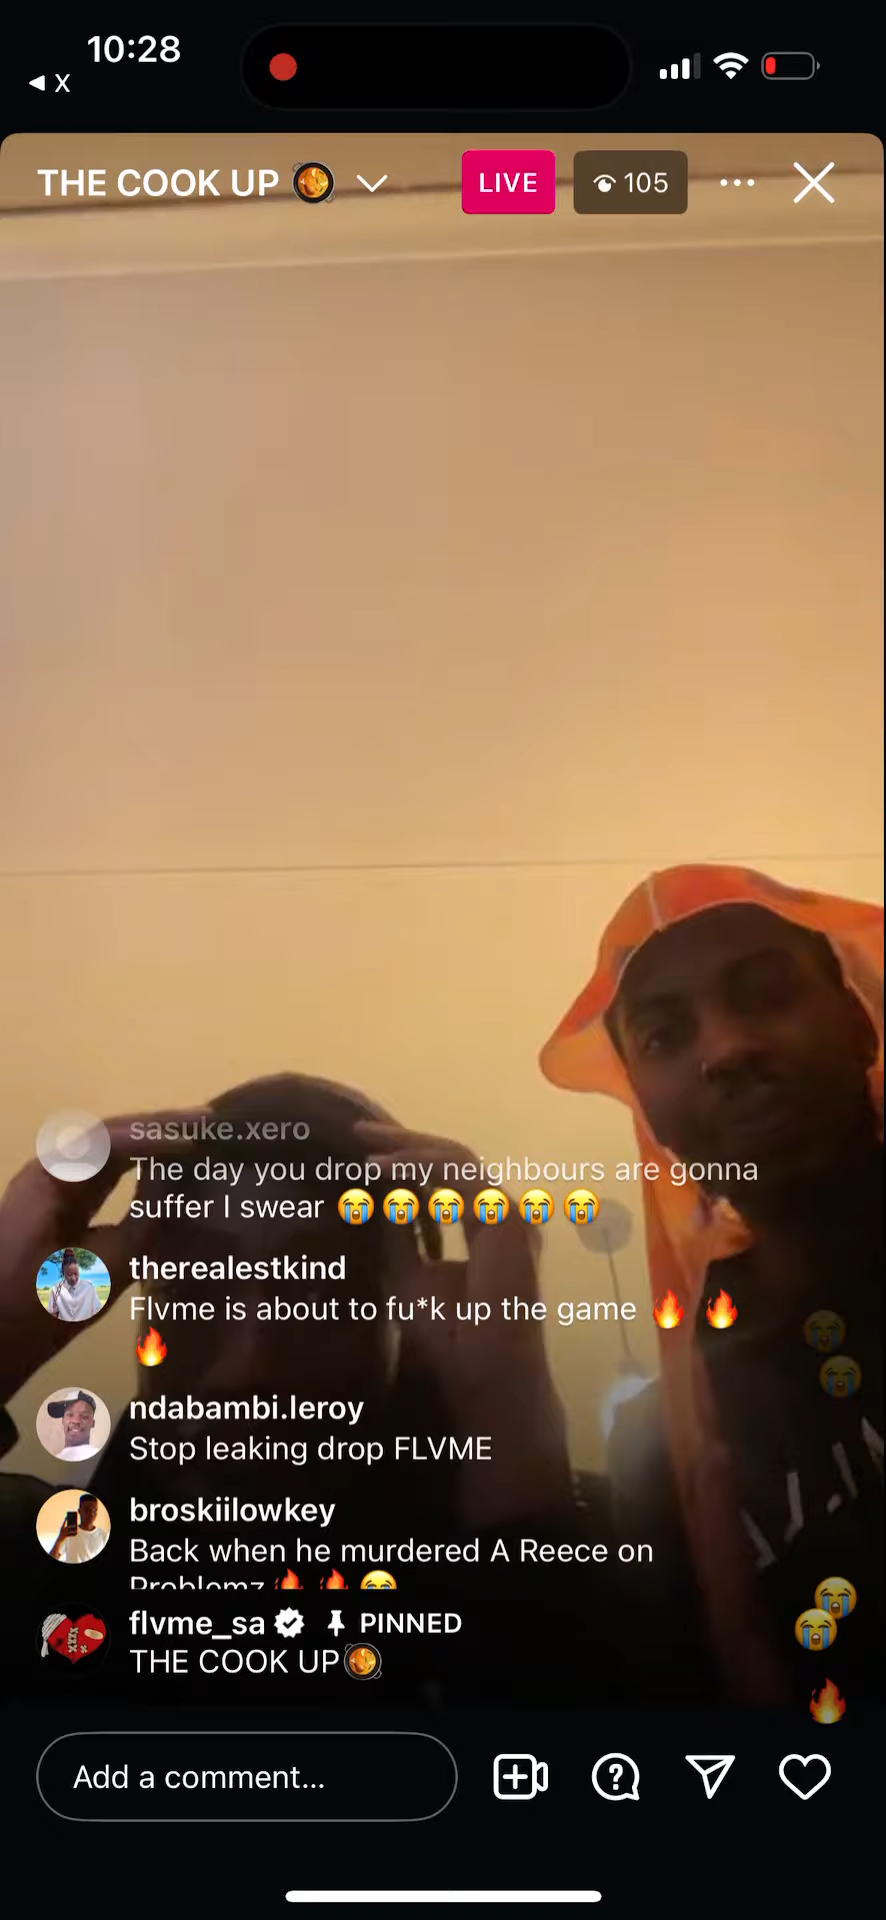 10:28
◀ X
THE COOK UP 🥘
LIVE
105
sasuke.xero
The day you drop my neighbours are gonna
suffer I swear 😭😭😭😭😭😭
therealestkind
Flvme is about to fu*k up the game 🔥🔥
🔥
ndabambi.leroy
Stop leaking drop FLVME
broskiilowkey
Back when he murdered A Reece on
Problemz 🔥🔥😭
flvme_sa PINNED
THE COOK UP🥘
Add a comment...